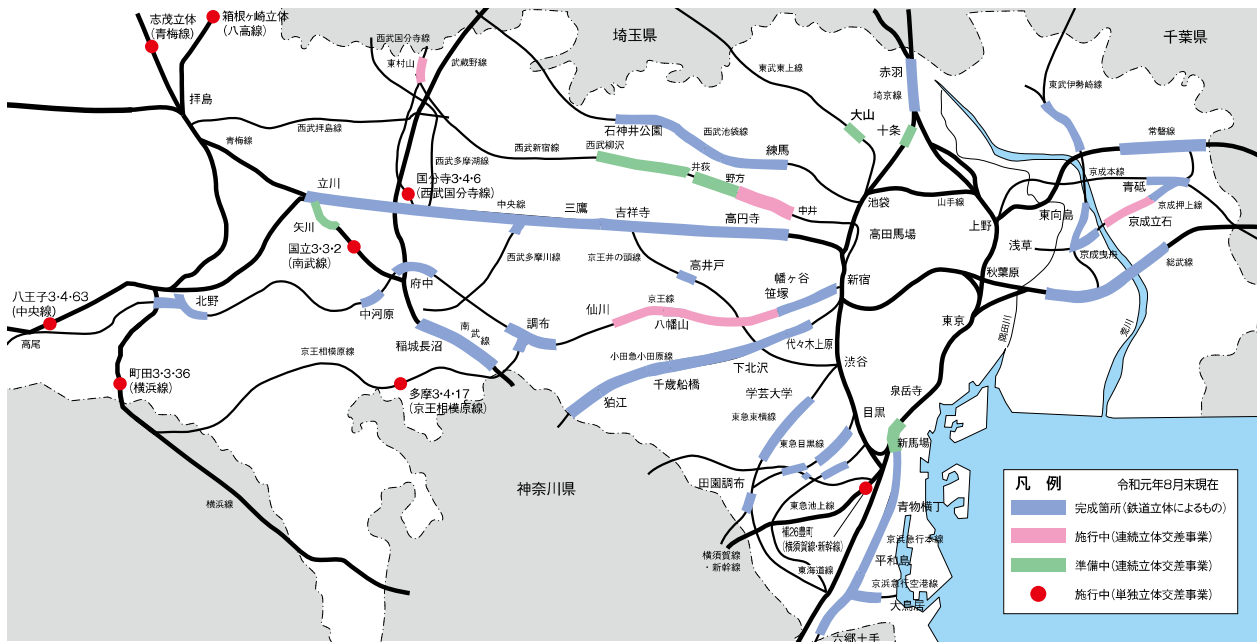 志茂立体
(青梅線)
箱根ヶ崎立体
(八高線)
西武国分寺線
東村山
武蔵野線
埼玉県
千葉県
東武東上線
赤羽
埼京線
東武伊勢崎線
拝島
青梅線
西武拝島線
石神井公園
西武池袋線
練馬
大山
十条
常磐線
西武多摩湖線
西武新宿線
西武柳沢
井荻
野方
中井
京成本線
青砥
京成押上線
京成立石
国分寺3・4・6
(西武国分寺線)
立川
中央線
三鷹
吉祥寺
高円寺
池袋
山手線
上野
東向島
浅草
京成曳舟
矢川
国立3・3・2
(南武線)
西武多摩川線
京王井の頭線
高田馬場
高井戸
幡ヶ谷
笹塚
新宿
秋葉原
総武線
八王子3・4・63
(中央線)
高尾
北野
中河原
府中
調布
仙川
京王線
八幡山
代々木上原
東京
隅田川
荒川
南武線
稲城長沼
京王相模原線
小田急小田原線
下北沢
千歳船橋
狛江
渋谷
町田3・3・36
(横浜線)
多摩3・4・17
(京王相模原線)
学芸大学
東急東横線
目黒
泉岳寺
東急目黒線
新馬場
神奈川県
横浜線
田園調布
東急池上線
補26豊町
(横須賀線・新幹線)
横須賀線
・新幹線
東海道線
青物横丁
京浜急行本線
平和島
京浜急行空港線
大鳥居
六郷土手
凡 例
令和元年8月末現在
完成箇所(鉄道立体によるもの)
施行中(連続立体交差事業)
準備中(連続立体交差事業)
施行中(単独立体交差事業)